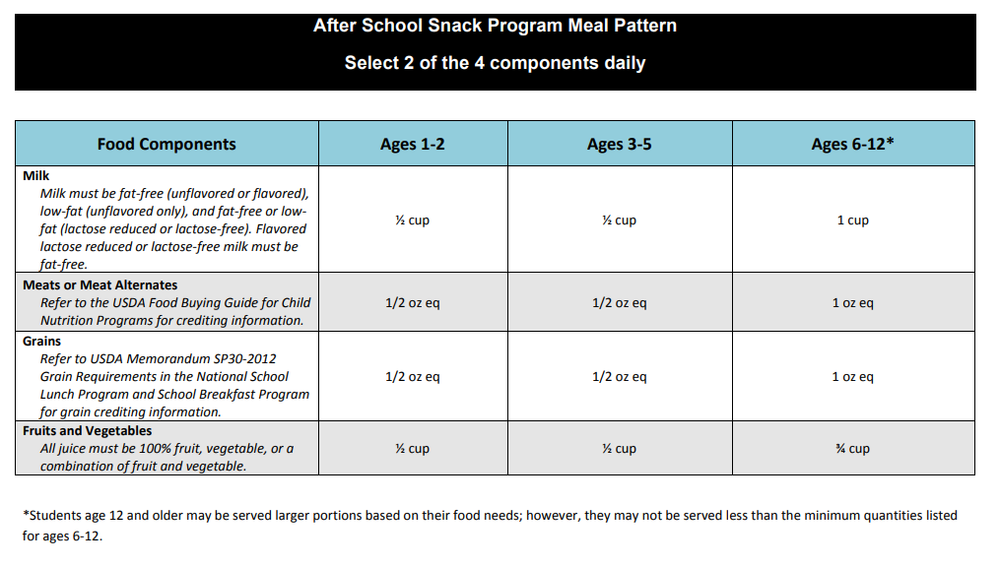 After School Snack Program Meal Pattern
Select 2 of the 4 components daily
Food Components
Ages 1-2
Ages 3-5
Ages 6-12*
Milk
Milk must be fat-free (unflavored or flavored),
low-fat (unflavored only), and fat-free or low-
fat (lactose reduced or lactose-free). Flavored
lactose reduced or lactose-free milk must be
fat-free.
½ cup
½ cup
1 cup
Meats or Meat Alternates
Refer to the USDA Food Buying Guide for Child
Nutrition Programs for crediting information.
1/2 oz eq
1/2 oz eq
1 oz eq
Grains
Refer to USDA Memorandum SP30-2012
Grain Requirements in the National School
Lunch Program and School Breakfast Program
for grain crediting information.
1/2 oz eq
1/2 oz eq
1 oz eq
Fruits and Vegetables
All juice must be 100% fruit, vegetable, or a
combination of fruit and vegetable.
½ cup
½ cup
¾ cup
*Students age 12 and older may be served larger portions based on their food needs; however, they may not be served less than the minimum quantities listed
for ages 6-12.